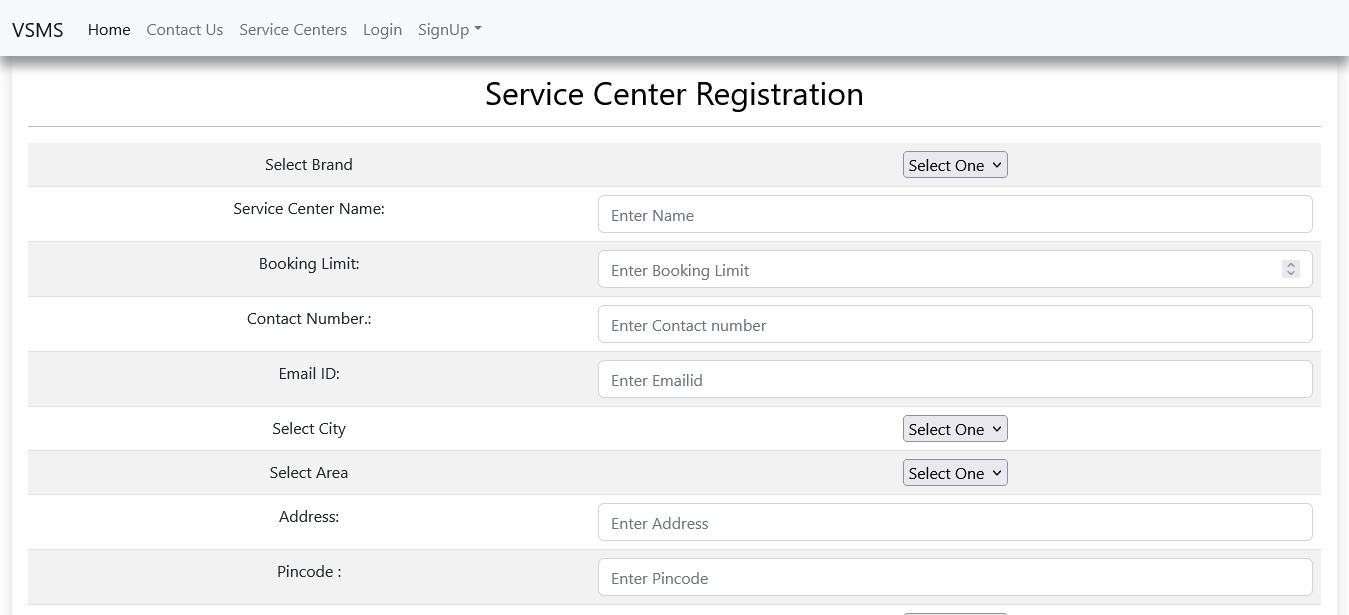 VSMS Home Contact Us Service Centers Login SignUp
Service Center Registration
Select Brand Select One
Service Center Name: Enter Name
Booking Limit: Enter Booking Limit
Contact Number.: Enter Contact number
Email ID: Enter Emailid
Select City Select One
Select Area Select One
Address: Enter Address
Pincode : Enter Pincode